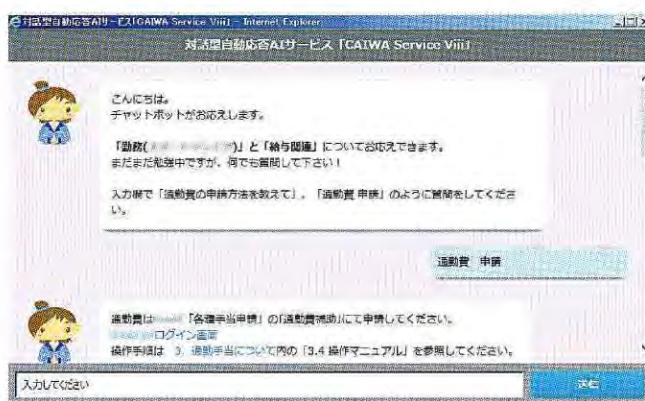 対話型自動応答AIサービス「CAIWA Service Viii」 - Internet Explorer
対話型自動応答AIサービス「CAIWA Service Viii」
こんにちは。
チャットボットがお応えします。
「勤務()」と「給与関連」についてお応えできます。
まだまだ勉強中ですが、何でも質問して下さい！
入力欄で「通勤費の申請方法を教えて」、「通勤費 申請」のように質問をしてくださ
い。
通勤費　申請
通勤費は「各種手当申請」の「通勤費補助」にて申請してください。
ログイン画面
操作手順は 3. 通勤手当について内の「3.4 操作マニュアル」を参照してください。
入力してください
送信